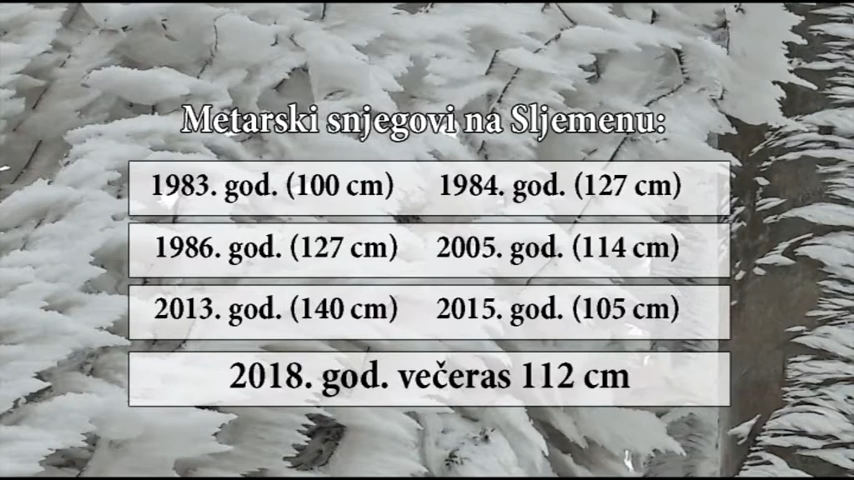 Metarski snjegovi na Sljemenu:
1983. god. (100 cm) 1984. god. (127 cm)
1986. god. (127 cm) 2005. god. (114 cm)
2013. god. (140 cm) 2015. god. (105 cm)
2018. god. večeras 112 cm